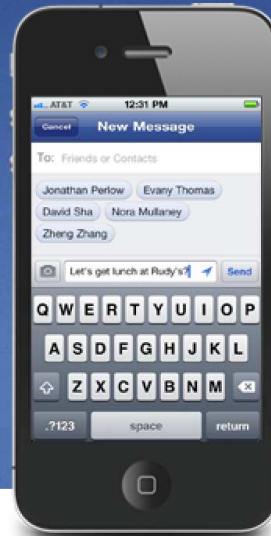 AT&T 12:31 PM
Cancel New Message
To: Friends or Contacts
Jonathan Perlow Evany Thomas
David Sha Nora Mullaney
Zheng Zhang
Let's get lunch at Rudy's? Send
Q W E R T Y U I O P
A S D F G H J K L
Z X C V B N M
.?123 space return